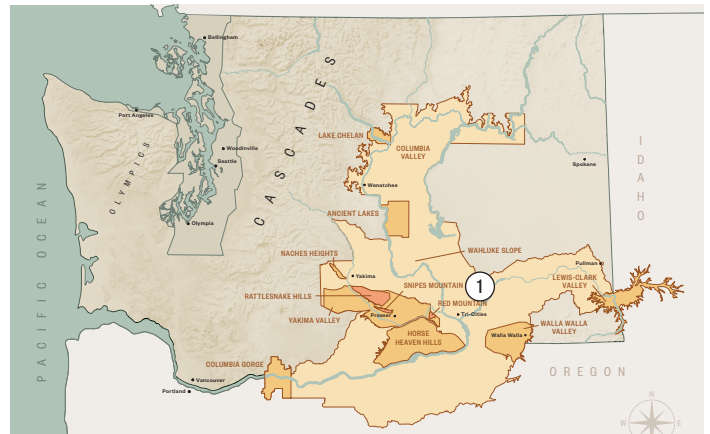 Bellingham
Port Angeles
OLYMPICS
Woodinville
Seattle
Olympia
CASCADES
PACIFIC OCEAN
LAKE CHELAN
COLUMBIA
VALLEY
Wenatchee
Spokane
IDAHO
ANCIENT LAKES
WAHLUKE SLOPE
NACHES HEIGHTS
Yakima
Pullman
LEWIS-CLARK
VALLEY
RATTLESNAKE HILLS
SNIPES MOUNTAIN
1
RED MOUNTAIN
YAKIMA VALLEY
Prosser
Tri-Cities
HORSE
HEAVEN HILLS
Walla Walla
WALLA WALLA
VALLEY
COLUMBIA GORGE
Vancouver
Portland
OREGON
N
W
E